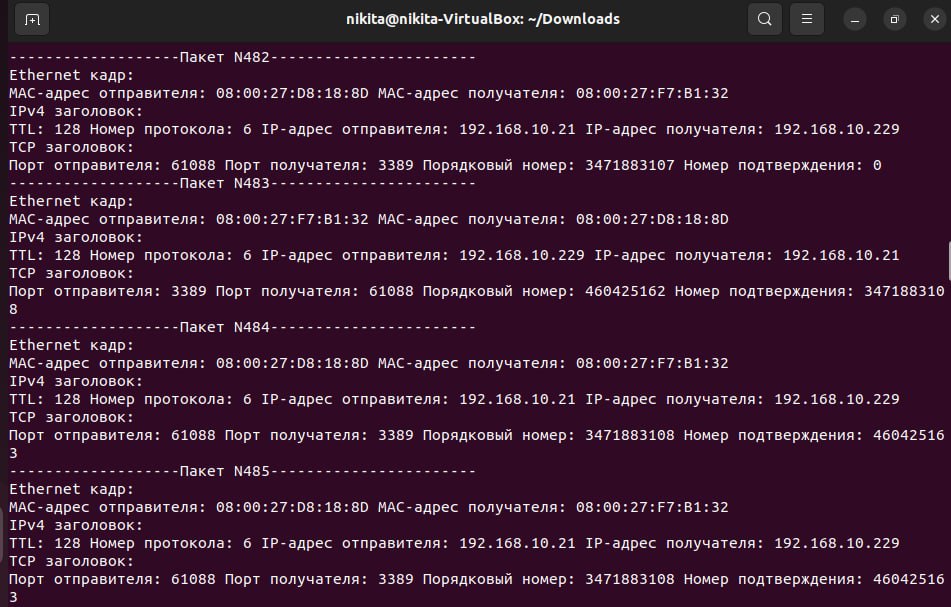 nikita@nikita-VirtualBox: ~/Downloads
-------------------Пакет N482-----------------------
Ethernet кадр:
MAC-адрес отправителя: 08:00:27:D8:18:8D MAC-адрес получателя: 08:00:27:F7:B1:32
IPv4 заголовок:
TTL: 128 Номер протокола: 6 IP-адрес отправителя: 192.168.10.21 IP-адрес получателя: 192.168.10.229
TCP заголовок:
Порт отправителя: 61088 Порт получателя: 3389 Порядковый номер: 3471883107 Номер подтверждения: 0
-------------------Пакет N483-----------------------
Ethernet кадр:
MAC-адрес отправителя: 08:00:27:F7:B1:32 MAC-адрес получателя: 08:00:27:D8:18:8D
IPv4 заголовок:
TTL: 128 Номер протокола: 6 IP-адрес отправителя: 192.168.10.229 IP-адрес получателя: 192.168.10.21
TCP заголовок:
Порт отправителя: 3389 Порт получателя: 61088 Порядковый номер: 460425162 Номер подтверждения: 347188310
8
-------------------Пакет N484-----------------------
Ethernet кадр:
MAC-адрес отправителя: 08:00:27:D8:18:8D MAC-адрес получателя: 08:00:27:F7:B1:32
IPv4 заголовок:
TTL: 128 Номер протокола: 6 IP-адрес отправителя: 192.168.10.21 IP-адрес получателя: 192.168.10.229
TCP заголовок:
Порт отправителя: 61088 Порт получателя: 3389 Порядковый номер: 3471883108 Номер подтверждения: 46042516
3
-------------------Пакет N485-----------------------
Ethernet кадр:
MAC-адрес отправителя: 08:00:27:D8:18:8D MAC-адрес получателя: 08:00:27:F7:B1:32
IPv4 заголовок:
TTL: 128 Номер протокола: 6 IP-адрес отправителя: 192.168.10.21 IP-адрес получателя: 192.168.10.229
TCP заголовок:
Порт отправителя: 61088 Порт получателя: 3389 Порядковый номер: 3471883108 Номер подтверждения: 46042516
3